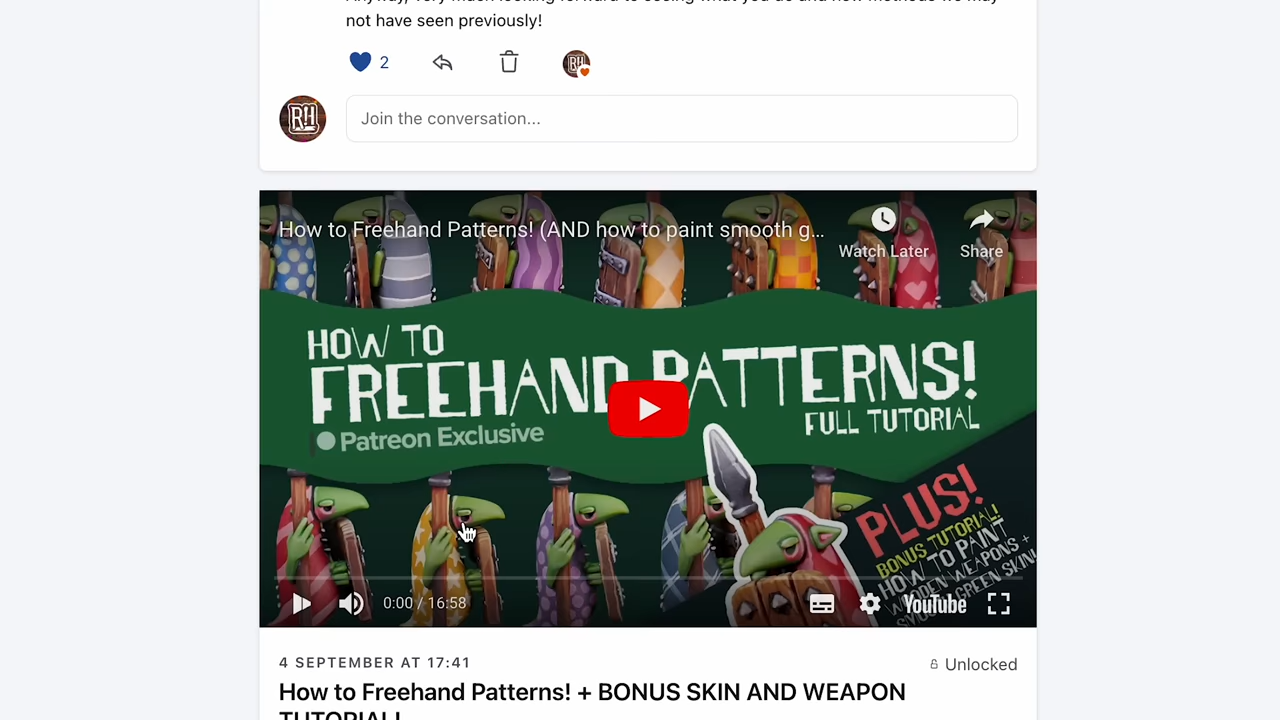 not have seen previously!
2
RH
RH
Join the conversation...
How to Freehand Patterns! (AND how to paint smooth g...
Watch Later
Share
HOW TO
FREEHAND PATTERNS!
FULL TUTORIAL
Patreon Exclusive
PLUS!
BONUS TUTORIAL!
HOW TO PAINT
WOODEN WEAPONS +
SMOOTH GREEN SKIN!
0:00 / 16:58
YouTube
4 SEPTEMBER AT 17:41
Unlocked
How to Freehand Patterns! + BONUS SKIN AND WEAPON
TUTORIAL!